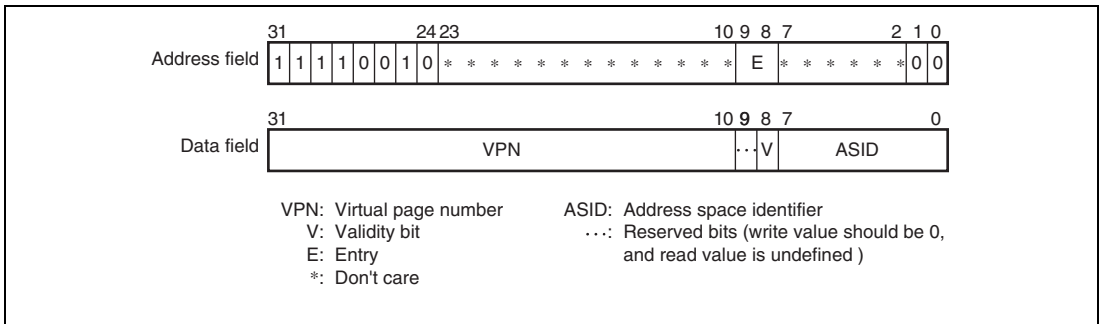 31 24 23 10 9 8 7 2 1 0
Address field 1 1 1 1 0 0 1 0 * * * * * * * * * * * * * * E * * * * * * 0 0
31 10 9 8 7 0
Data field VPN ··· V ASID
VPN: Virtual page number ASID: Address space identifier
V: Validity bit ···: Reserved bits (write value should be 0,
E: Entry and read value is undefined )
*: Don't care